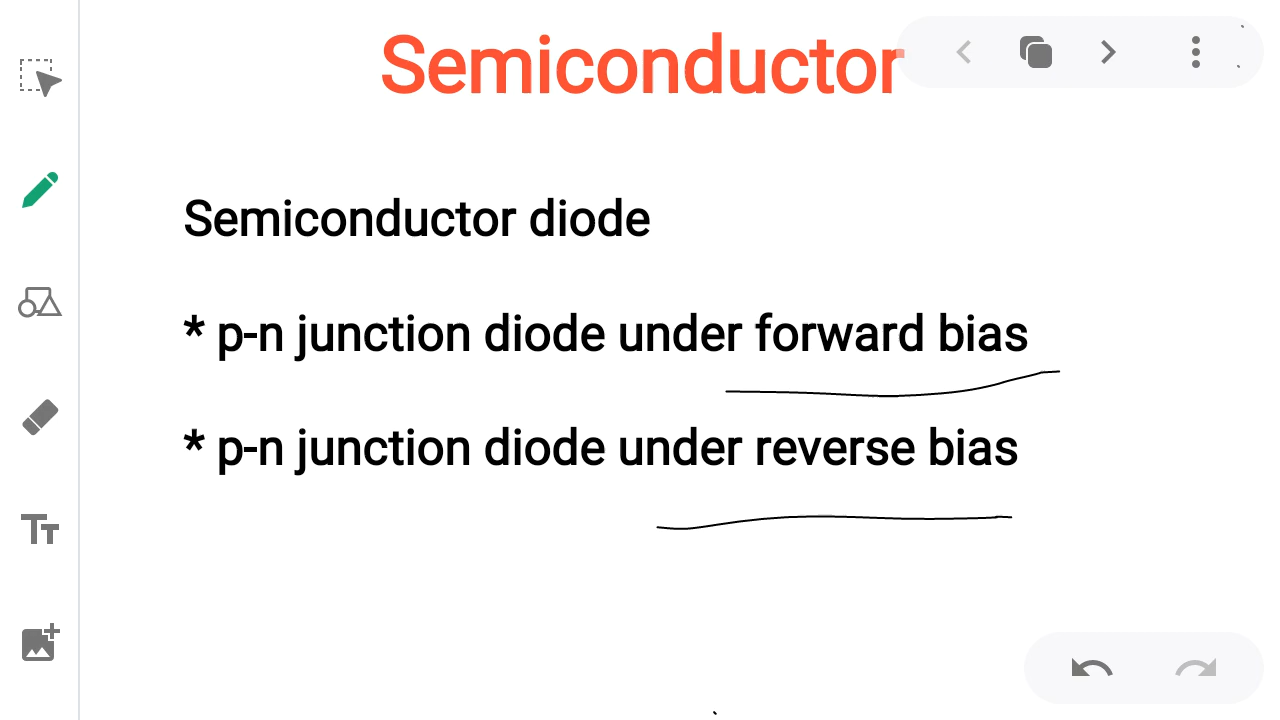 Semiconductor
Semiconductor diode
* p-n junction diode under forward bias
* p-n junction diode under reverse bias